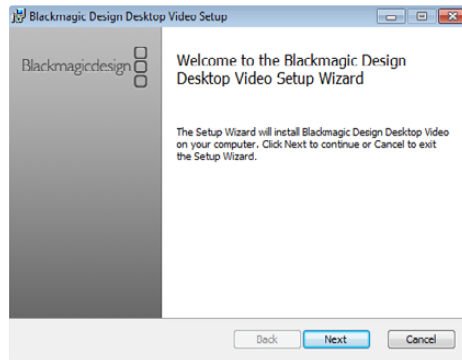 Blackmagic Design Desktop Video Setup
Blackmagicdesign
Welcome to the Blackmagic Design
Desktop Video Setup Wizard
The Setup Wizard will install Blackmagic Design Desktop Video
on your computer. Click Next to continue or Cancel to exit
the Setup Wizard.
Back Next Cancel